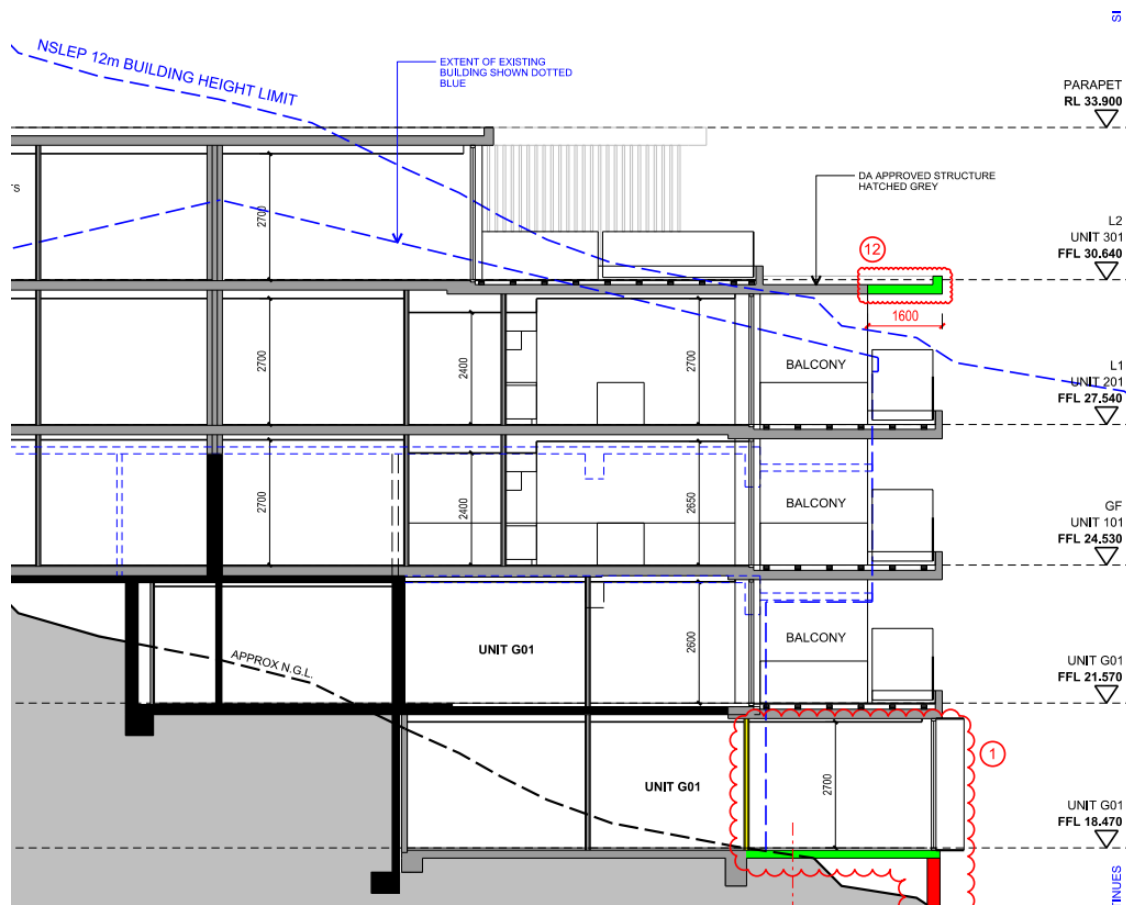 SI
NSLEP 12m BUILDING HEIGHT LIMIT
EXTENT OF EXISTING
BUILDING SHOWN DOTTED
BLUE
PARAPET
RL 33.900
TS
2700
DA APPROVED STRUCTURE
HATCHED GREY
L2
UNIT 301
FFL 30.640
12
1600
2700
2400
2700
BALCONY
L1
UNIT 201
FFL 27.540
2700
2400
2650
BALCONY
GF
UNIT 101
FFL 24.530
APPROX N.G.L.
UNIT G01
2600
BALCONY
UNIT G01
FFL 21.570
1
UNIT G01
2700
UNIT G01
FFL 18.470
TINUES